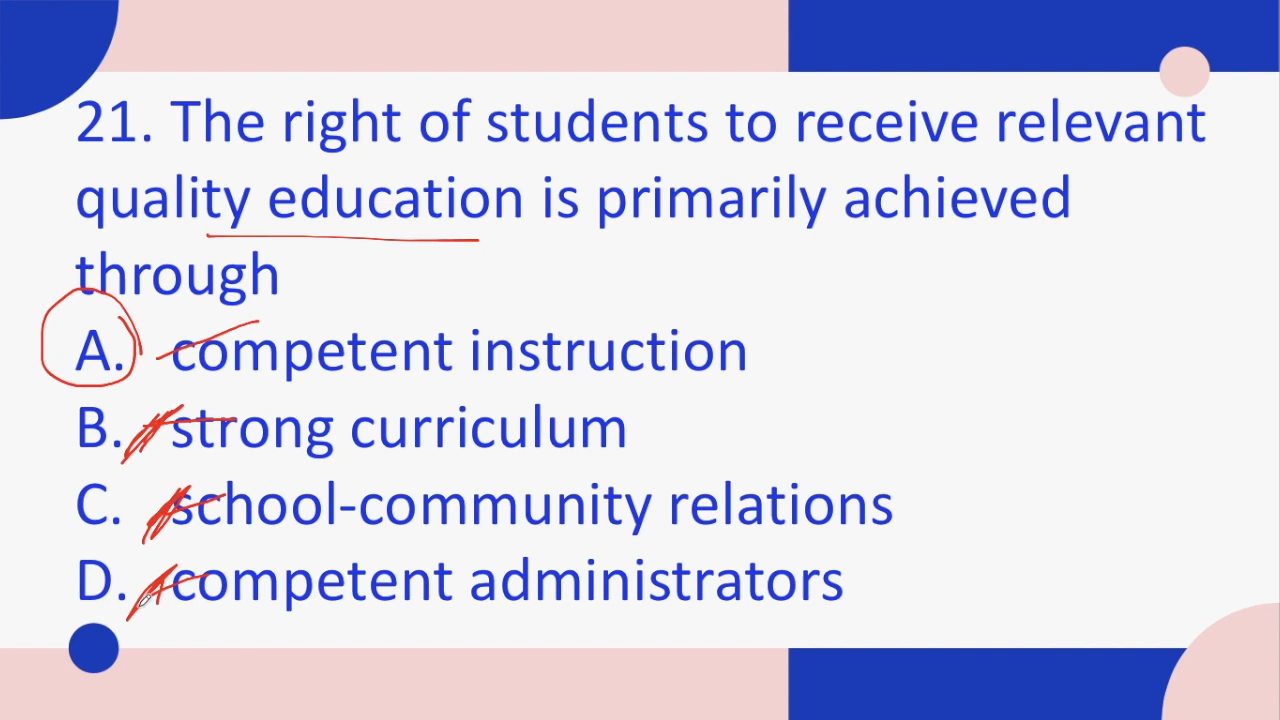 21. The right of students to receive relevant
quality education is primarily achieved
through
A. competent instruction
B. strong curriculum
C. school-community relations
D. competent administrators